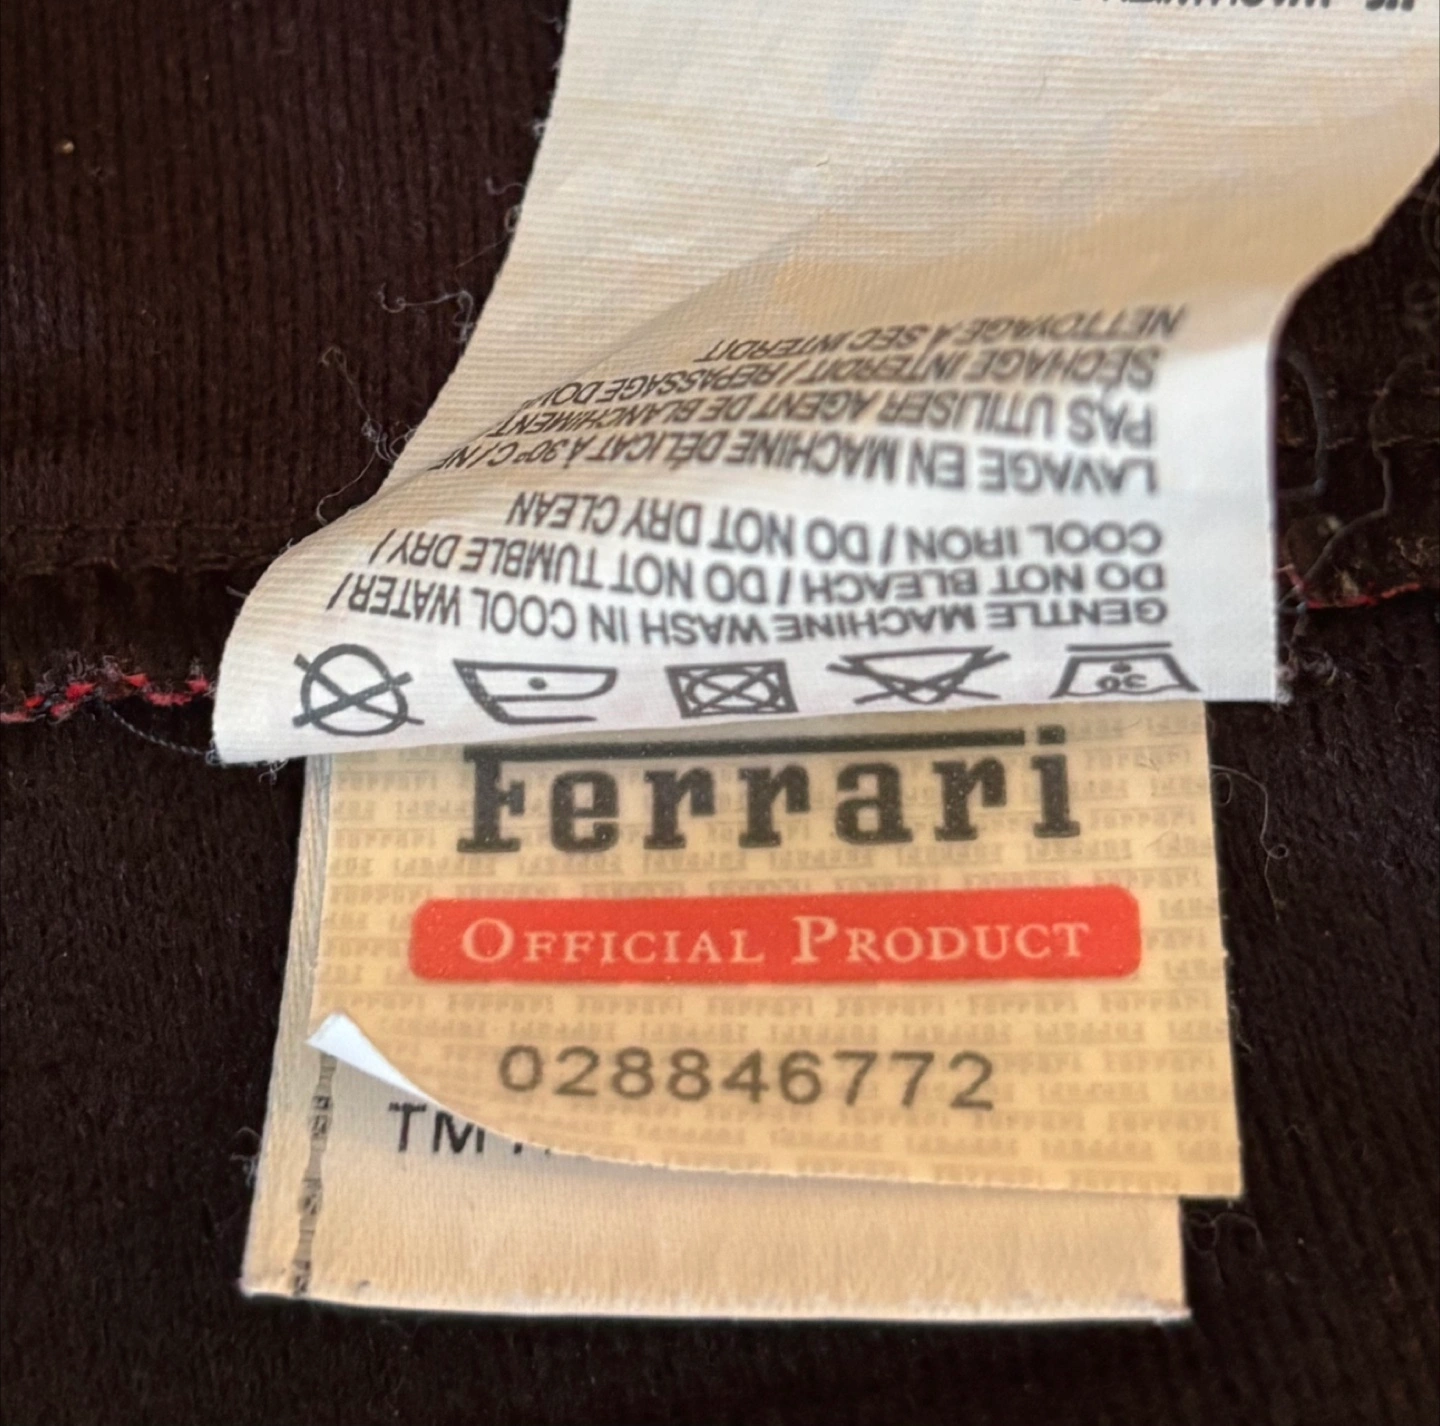 GENTLE MACHINE WASH IN COOL WATER /
DO NOT BLEACH / DO NOT TUMBLE DRY /
COOL IRON / DO NOT DRY CLEAN
LAVAGE EN MACHINE DÉLICAT À 30° C / NE
PAS UTILISER AGENT DE BLANCHIMENT
SÉCHAGE INTERDIT / REPASSAGE
NETTOYAGE À SEC INTERDIT
30
Ferrari
OFFICIAL PRODUCT
028846772
TM